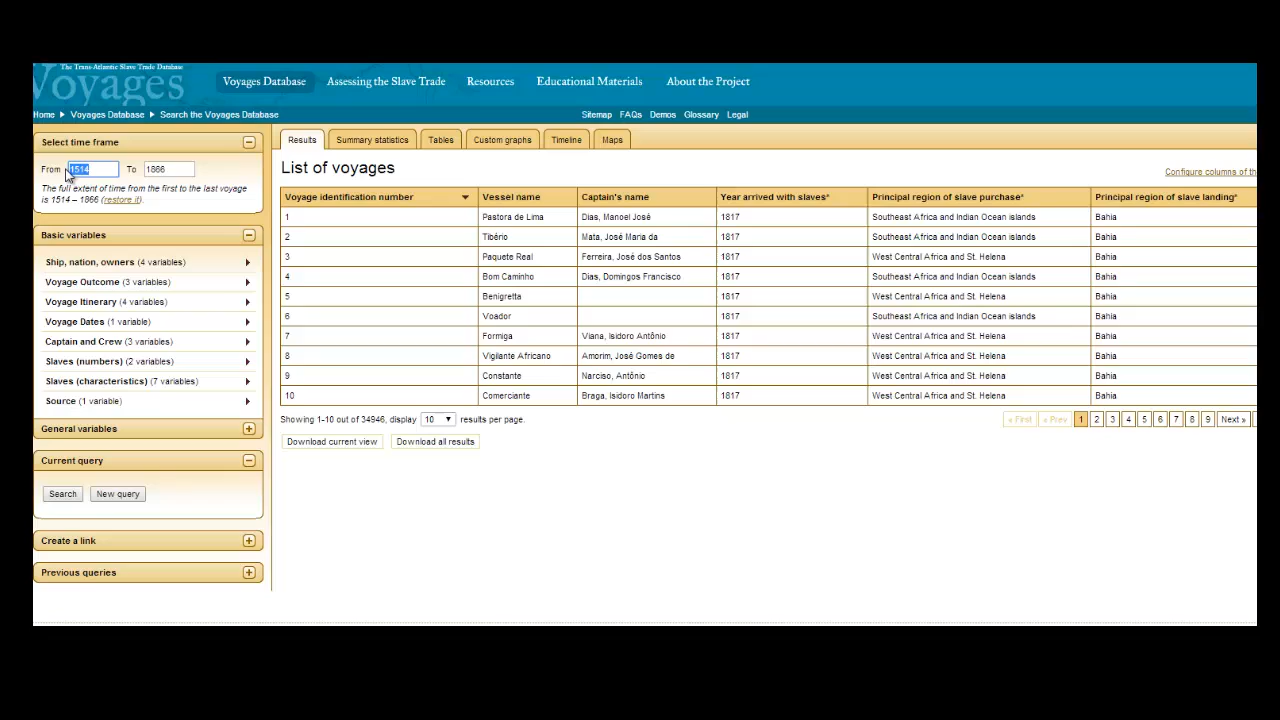 The Trans-Atlantic Slave Trade Database
Voyages
Voyages Database
Assessing the Slave Trade
Resources
Educational Materials
About the Project
Home
Voyages Database
Search the Voyages Database
Sitemap
FAQs
Demos
Glossary
Legal
Select time frame
From 1514 To 1866
The full extent of time from the first to the last voyage
is 1514 – 1866 (restore it).
Basic variables
Ship, nation, owners (4 variables)
Voyage Outcome (3 variables)
Voyage Itinerary (4 variables)
Voyage Dates (1 variable)
Captain and Crew (3 variables)
Slaves (numbers) (2 variables)
Slaves (characteristics) (7 variables)
Source (1 variable)
General variables
Current query
Search
New query
Create a link
Previous queries
Results
Summary statistics
Tables
Custom graphs
Timeline
Maps
List of voyages
Configure columns of th
Voyage identification number Vessel name Captain's name Year arrived with slaves* Principal region of slave purchase* Principal region of slave landing*
1 Pastora de Lima Dias, Manoel José 1817 Southeast Africa and Indian Ocean islands Bahia
2 Tibério Mata, José Maria da 1817 Southeast Africa and Indian Ocean islands Bahia
3 Paquete Real Ferreira, José dos Santos 1817 West Central Africa and St. Helena Bahia
4 Bom Caminho Dias, Domingos Francisco 1817 Southeast Africa and Indian Ocean islands Bahia
5 Benigretta 1817 West Central Africa and St. Helena Bahia
6 Voador 1817 Southeast Africa and Indian Ocean islands Bahia
7 Formiga Viana, Isidoro Antônio 1817 West Central Africa and St. Helena Bahia
8 Vigilante Africano Amorim, José Gomes de 1817 West Central Africa and St. Helena Bahia
9 Constante Narciso, Antônio 1817 West Central Africa and St. Helena Bahia
10 Comerciante Braga, Isidoro Martins 1817 West Central Africa and St. Helena Bahia
Showing 1-10 out of 34946, display 10 results per page.
« First « Prev 1 2 3 4 5 6 7 8 9 Next »
Download current view
Download all results